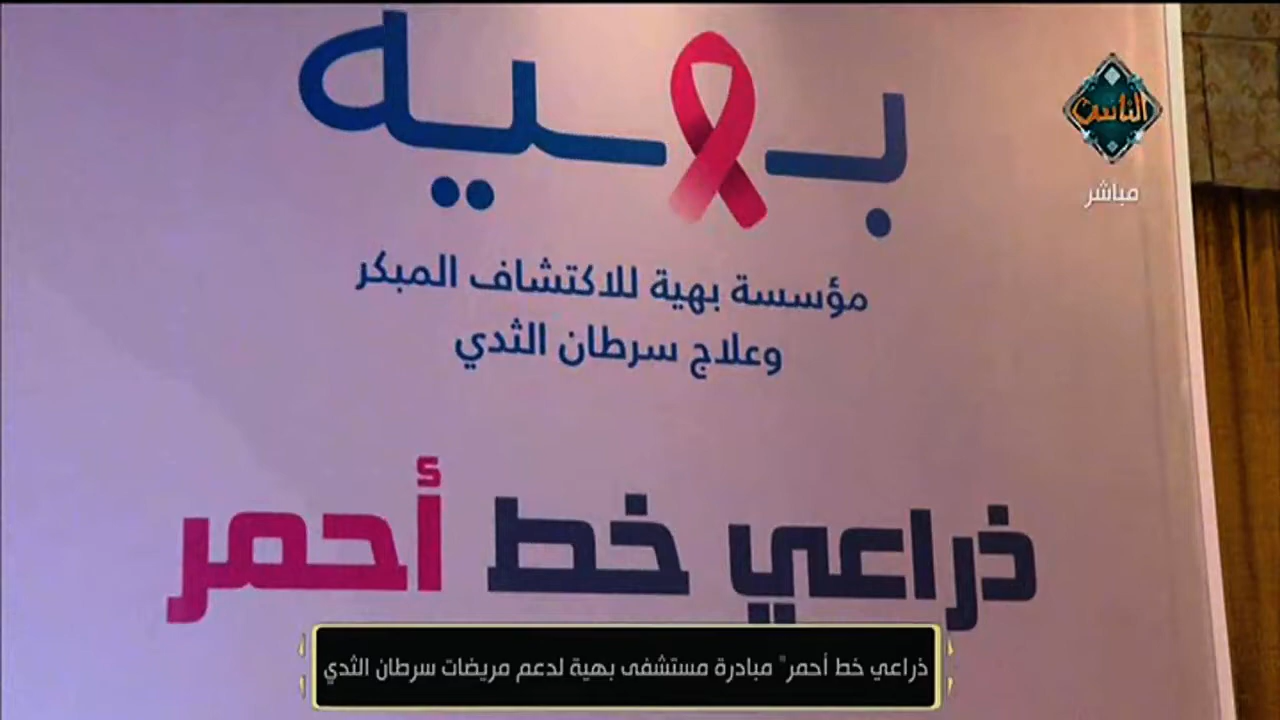 بهيه
الناس
مباشر
مؤسسة بهية للاكتشاف المبكر
وعلاج سرطان الثدي
ذراعي خط أحمر
ذراعي خط أحمر" مبادرة مستشفى بهية لدعم مريضات سرطان الثدي